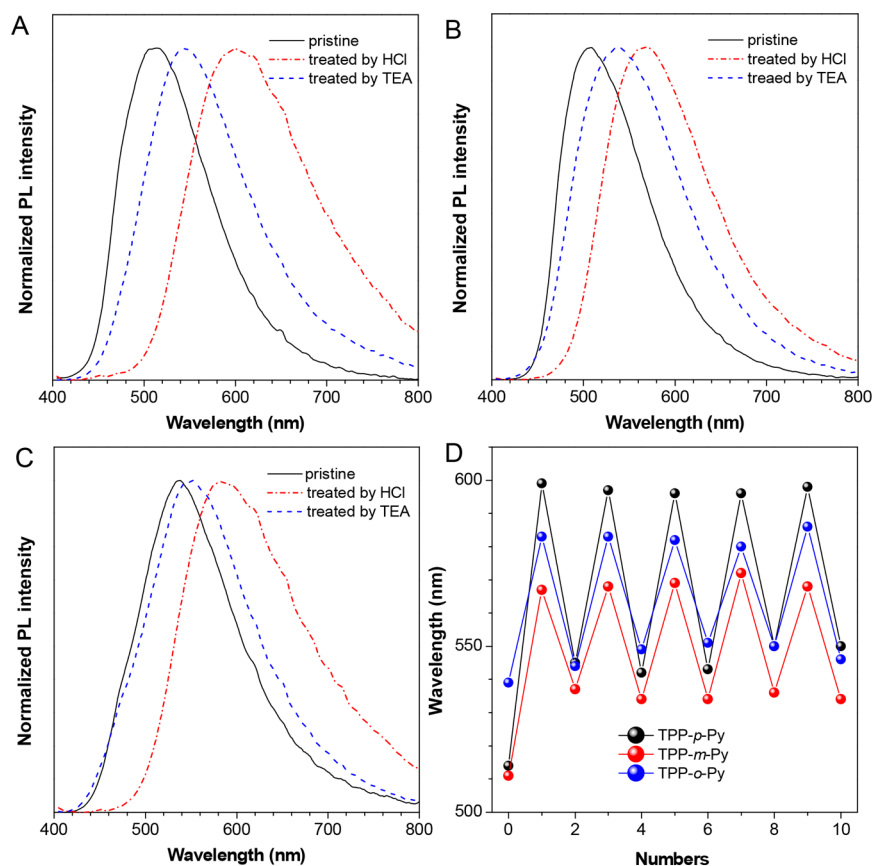 A
pristine
treated by HCl
treated by TEA
Normalized PL intensity
400 500 600 700 800
Wavelength (nm)
B
pristine
treated by HCl
treaed by TEA
Normalized PL intensity
400 500 600 700 800
Wavelength (nm)
C
pristine
treated by HCl
treated by TEA
Normalized PL intensity
400 500 600 700 800
Wavelength (nm)
D
600
550
500
Wavelength (nm)
TPP-p-Py
TPP-m-Py
TPP-o-Py
0 2 4 6 8 10
Numbers